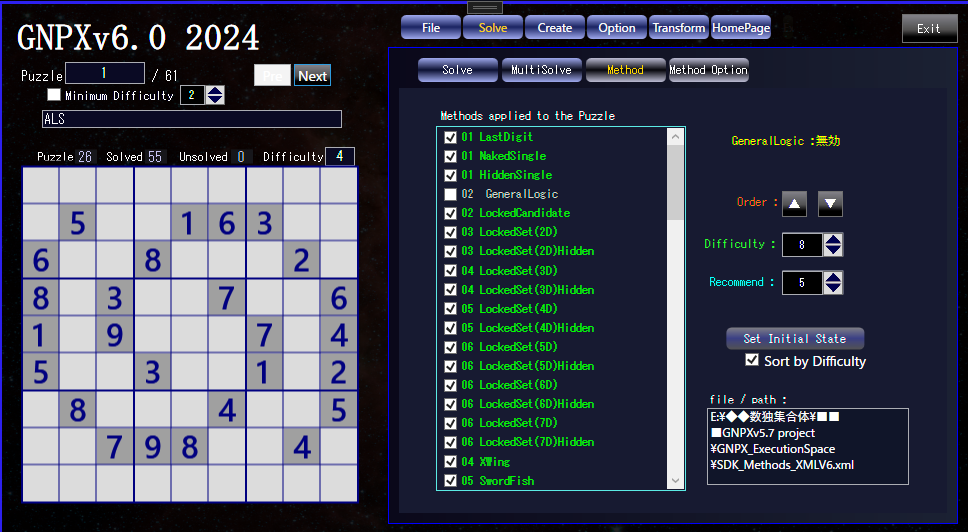 GNPXv6.0 2024
Puzzle 1 / 61 Pre Next
Minimum Difficulty 2
ALS
Puzzle 26 Solved 55 Unsolved 0 Difficulty 4
5 1 6 3
6 8 2
8 3 7 6
1 9 7 4
5 3 1 2
8 4 5
7 9 8 4
File Solve Create Option Transform HomePage Exit
Solve MultiSolve Method Method Option
Methods applied to the Puzzle
01 LastDigit
01 NakedSingle
01 HiddenSingle
02 GeneralLogic
02 LockedCandidate
03 LockedSet(2D)
03 LockedSet(2D)Hidden
04 LockedSet(3D)
04 LockedSet(3D)Hidden
05 LockedSet(4D)
05 LockedSet(4D)Hidden
06 LockedSet(5D)
06 LockedSet(5D)Hidden
06 LockedSet(6D)
06 LockedSet(6D)Hidden
06 LockedSet(7D)
06 LockedSet(7D)Hidden
04 XWing
05 SwordFish
GeneralLogic :無効
Order : ▲ ▼
Difficulty : 8
Recommend : 5
Set Initial State
Sort by Difficulty
file / path :
E:¥◆◆数独集合体¥■■
■GNPXv5.7 project
¥GNPX_ExecutionSpace
¥SDK_Methods_XMLV6.xml